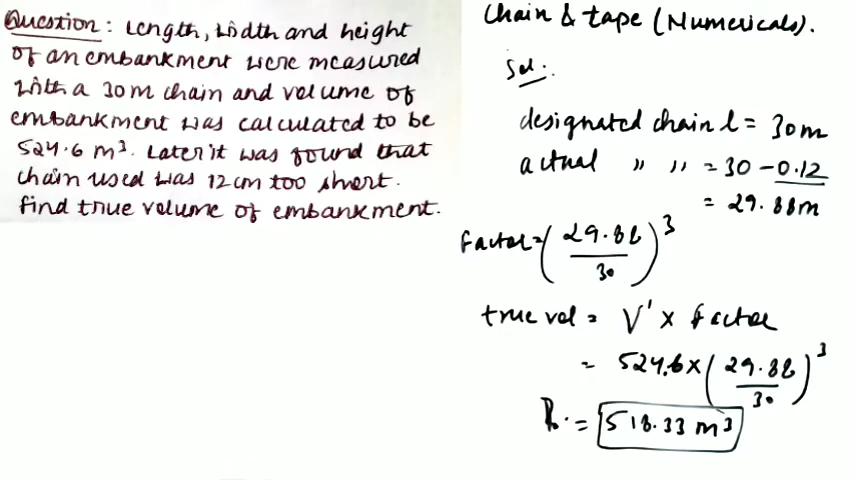 Question: Length, width and height
of an embankment were measured
with a 30m chain and volume of
embankment was calculated to be
524.6 m³. Later it was found that
chain used was 12cm too short.
Find true volume of embankment.
Chain & tape (Numericals).
Sol:.
designated chain l = 30m
actual " " = 30 - 0.12
= 29.88m
Factor = (29.88/30)³
true vol = V' × factor
= 524.6 × (29.88/30)³
= 518.33 m³